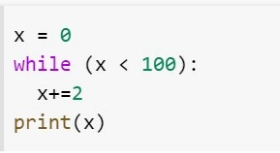 x = 0
while (x < 100):
  x+=2
print(x)